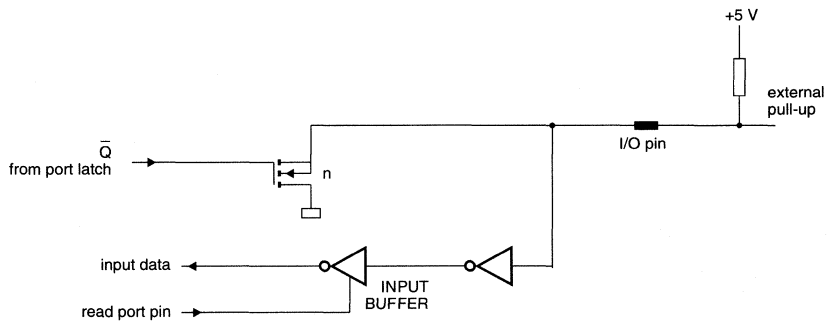 +5 V
external
pull-up
I/O pin
Q̅
from port latch
n
input data
INPUT
BUFFER
read port pin